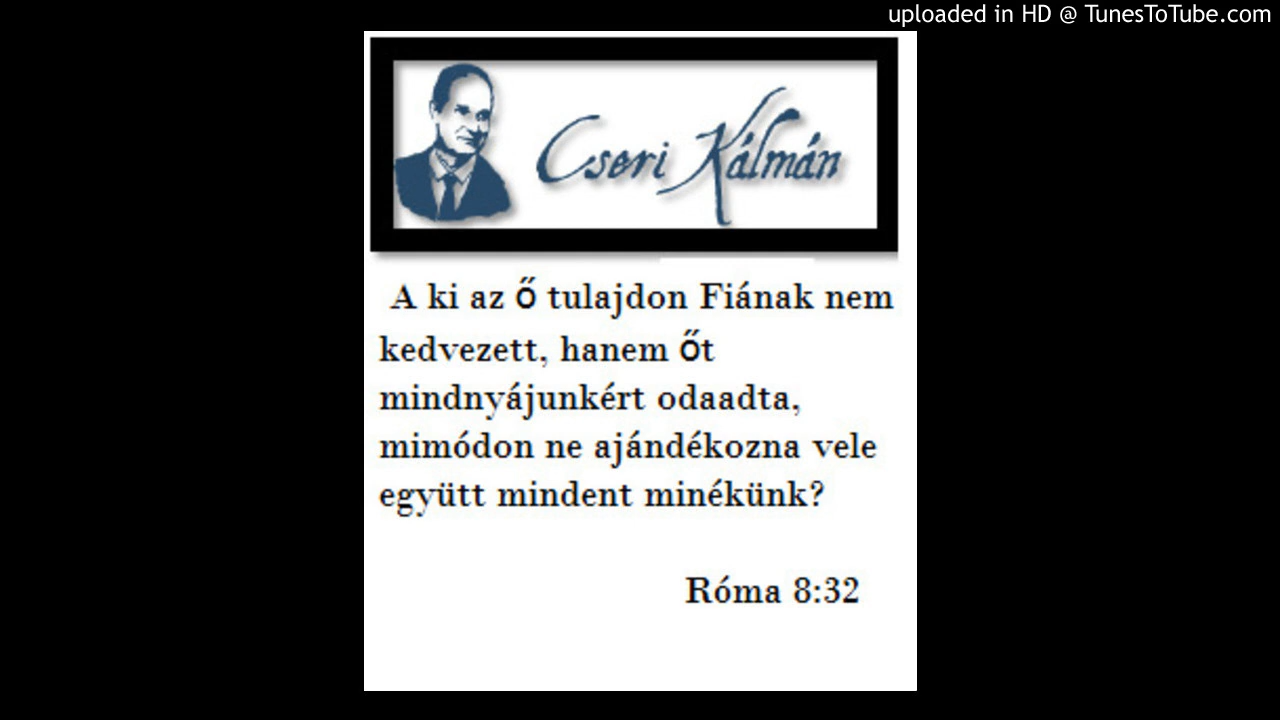 uploaded in HD @ TunesToTube.com
Cseri Kálmán
A ki az ő tulajdon Fiának nem
kedvezett, hanem őt
mindnyájunkért odaadta,
mimódon ne ajándékozna vele
együtt mindent minékünk?
Róma 8:32